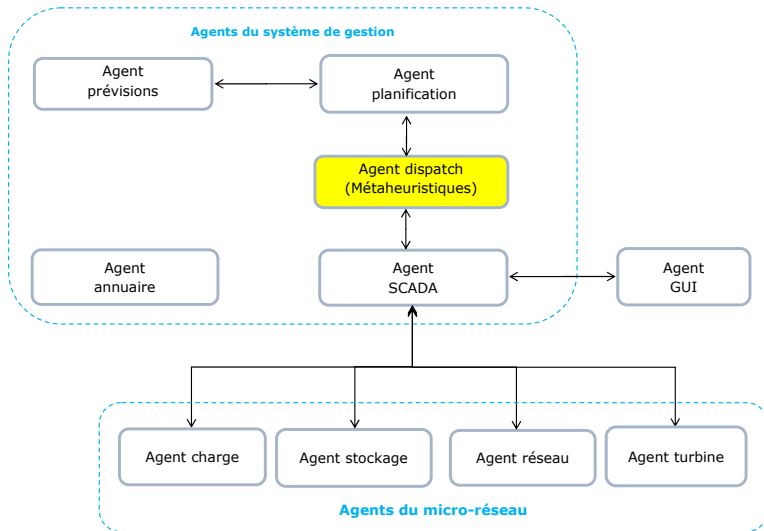 Agents du système de gestion
Agent
prévisions
Agent
planification
Agent dispatch
(Métaheuristiques)
Agent
annuaire
Agent
SCADA
Agent
GUI
Agent charge
Agent stockage
Agent réseau
Agent turbine
Agents du micro-réseau